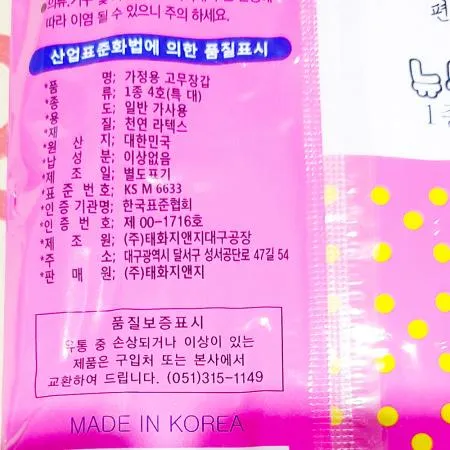 따라 이염 될 수 있으니 주의 하세요.
산업표준화법에 의한 품질표시
*품 명; 가정용 고무장갑
*종 류; 1종 4호(특 대)
*용 도; 일반 가사용
*재 질; 천연 라텍스
*원 산 지; 대한민국
*납 성 분; 이상없음
*제 조 일; 별도표기
*표 준 번 호; KS M 6633
*인증 기관명; 한국표준협회
*인 증 번 호; 제 00-1716호
*제 조 원; (주)태화지앤지대구공장
*주 소; 대구광역시 달서구 성서공단로 47길 54
*판 매 원; (주)태화지앤지
품질보증표시
유통 중 손상되거나 이상이 있는
제품은 구입처 또는 본사에서
교환하여 드립니다. (051)315-1149
MADE IN KOREA
편